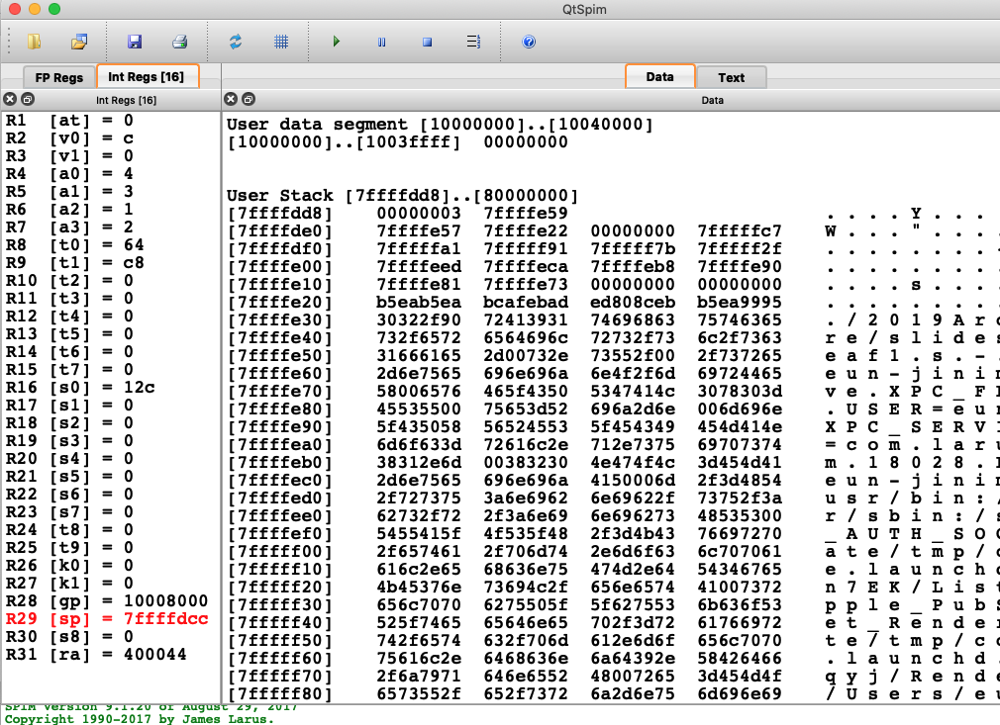 QtSpim
FP Regs
Int Regs [16]
Data
Text
Int Regs [16]
Data
R1 [at] = 0
R2 [v0] = c
R3 [v1] = 0
R4 [a0] = 4
R5 [a1] = 3
R6 [a2] = 1
R7 [a3] = 2
R8 [t0] = 64
R9 [t1] = c8
R10 [t2] = 0
R11 [t3] = 0
R12 [t4] = 0
R13 [t5] = 0
R14 [t6] = 0
R15 [t7] = 0
R16 [s0] = 12c
R17 [s1] = 0
R18 [s2] = 0
R19 [s3] = 0
R20 [s4] = 0
R21 [s5] = 0
R22 [s6] = 0
R23 [s7] = 0
R24 [t8] = 0
R25 [t9] = 0
R26 [k0] = 0
R27 [k1] = 0
R28 [gp] = 10008000
R29 [sp] = 7ffffdcc
R30 [s8] = 0
R31 [ra] = 400044
User data segment [10000000]..[10040000]
[10000000]..[1003ffff] 00000000
User Stack [7ffffdd8]..[80000000]
[7ffffdd8] 00000003 7ffffe59 . . . . Y . . .
[7ffffde0] 7ffffe57 7ffffe22 00000000 7fffffc7 W . . . " . . . .
[7ffffdf0] 7fffffa1 7fffff91 7fffff7b 7fffff2f . . . . . . . . .
[7ffffe00] 7ffffeed 7ffffeca 7ffffeb8 7ffffe90 . . . . . . . . .
[7ffffe10] 7ffffe81 7ffffe73 00000000 00000000 . . . . s . . . .
[7ffffe20] b5eab5ea bcafebad ed808ceb b5ea9995 . . . . . . . . .
[7ffffe30] 30322f90 72413931 74696863 75746365 . / 2 0 1 9 A r c
[7ffffe40] 732f6572 6564696c 72732f73 6c2f7363 r e / s l i d e s
[7ffffe50] 31666165 2d00732e 73552f00 2f737265 e a f 1 . s . - .
[7ffffe60] 2d6e7565 696e696a 6e4f2f6d 69724465 e u n - j i n i m
[7ffffe70] 58006576 465f4350 5347414c 3078303d v e . X P C _ F L
[7ffffe80] 45535500 75653d52 696a2d6e 006d696e . U S E R = e u n
[7ffffe90] 5f435058 56524553 5f454349 454d414e X P C _ S E R V I
[7ffffea0] 6d6f633d 72616c2e 712e7375 69707374 = c o m . l a r u
[7ffffeb0] 38312e6d 00383230 4e474f4c 3d454d41 m . 1 8 0 2 8 . L
[7ffffec0] 2d6e7565 696e696a 4150006d 2f3d4854 e u n - j i n i m
[7ffffed0] 2f727375 3a6e6962 6e69622f 73752f3a u s r / b i n : /
[7ffffee0] 62732f72 2f3a6e69 6e696273 48535300 r / s b i n : / s
[7ffffef0] 5455415f 4f535f48 2f3d4b43 76697270 _ A U T H _ S O C
[7fffff00] 2f657461 2f706d74 2e6d6f63 6c707061 a t e / t m p / c
[7fffff10] 616c2e65 68636e75 474d2e64 54346765 e . l a u n c h d
[7fffff20] 4b45376e 73694c2f 656e6574 41007372 n 7 E K / L i s t
[7fffff30] 656c7070 6275505f 5f627553 6b636f53 p p l e _ P u b S
[7fffff40] 525f7465 65646e65 702f3d72 61766972 e t _ R e n d e r
[7fffff50] 742f6574 632f706d 612e6d6f 656c7070 t e / t m p / c o
[7fffff60] 75616c2e 6468636e 6a64392e 58426466 . l a u n c h d .
[7fffff70] 2f6a7971 646e6552 48007265 3d454d4f q y j / R e n d e
[7fffff80] 6573552f 652f7372 6a2d6e75 6d696e69 / U s e r s / e u
SPIM Version 9.1.20 of August 29, 2017
Copyright 1990-2017 by James Larus.